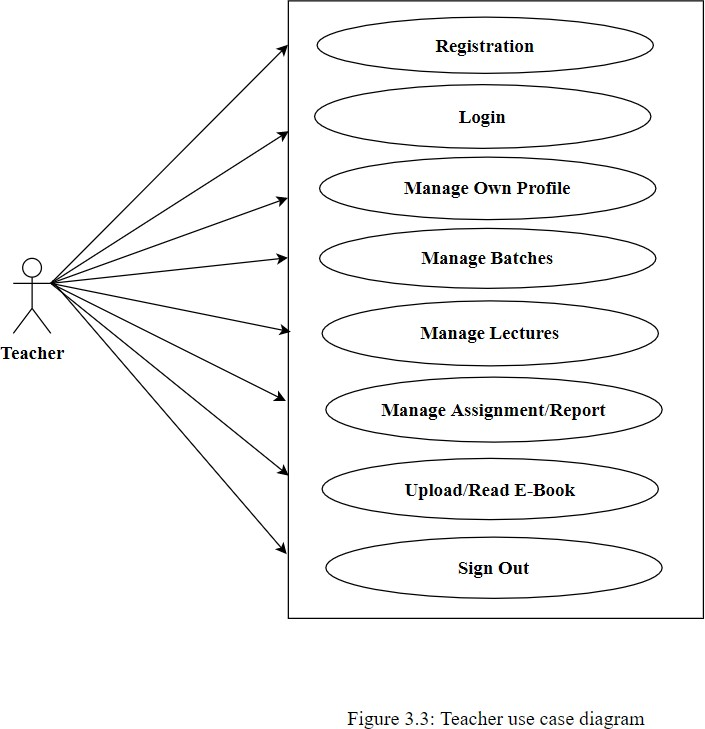 Registration
Login
Manage Own Profile
Manage Batches
Manage Lectures
Teacher
Manage Assignment/Report
Upload/Read E-Book
Sign Out
Figure 3.3: Teacher use case diagram